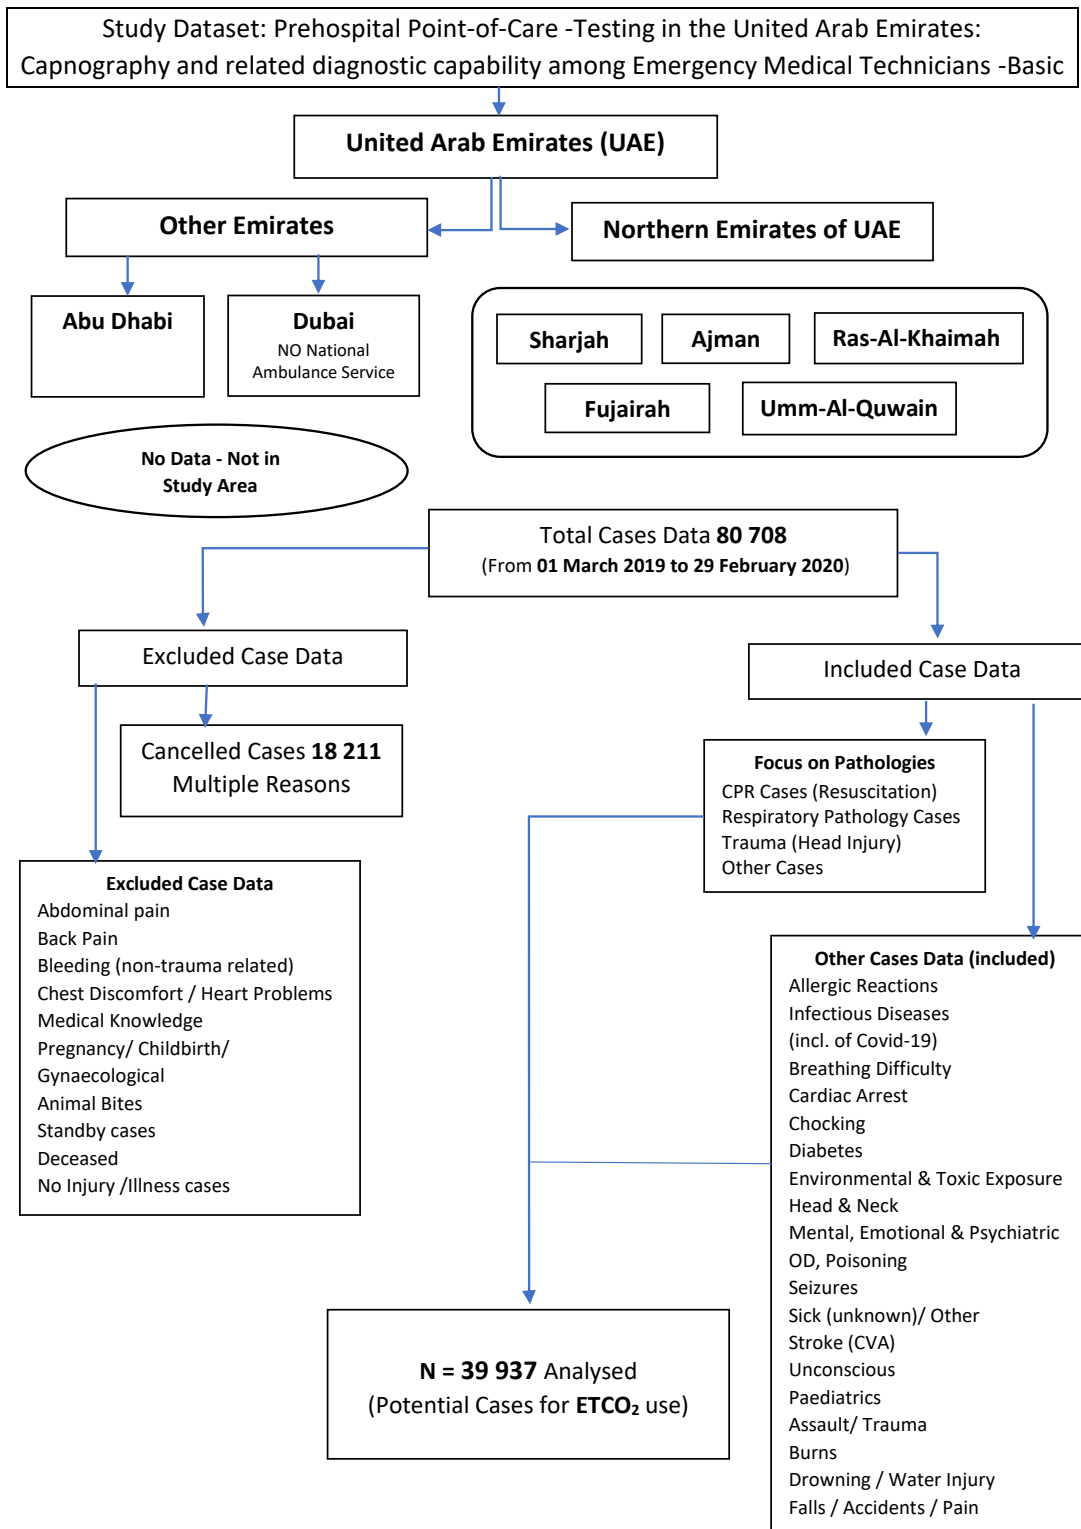 Study Dataset: Prehospital Point-of-Care -Testing in the United Arab Emirates:
Capnography and related diagnostic capability among Emergency Medical Technicians -Basic
United Arab Emirates (UAE)
Other Emirates
Northern Emirates of UAE
Abu Dhabi
Dubai
NO National
Ambulance Service
Sharjah
Ajman
Ras-Al-Khaimah
Fujairah
Umm-Al-Quwain
No Data - Not in
Study Area
Total Cases Data 80 708
(From 01 March 2019 to 29 February 2020)
Excluded Case Data
Included Case Data
Cancelled Cases 18 211
Multiple Reasons
Focus on Pathologies
CPR Cases (Resuscitation)
Respiratory Pathology Cases
Trauma (Head Injury)
Other Cases
Excluded Case Data
Abdominal pain
Back Pain
Bleeding (non-trauma related)
Chest Discomfort / Heart Problems
Medical Knowledge
Pregnancy/ Childbirth/
Gynaecological
Animal Bites
Standby cases
Deceased
No Injury /Illness cases
Other Cases Data (included)
Allergic Reactions
Infectious Diseases
(incl. of Covid-19)
Breathing Difficulty
Cardiac Arrest
Chocking
Diabetes
Environmental & Toxic Exposure
Head & Neck
Mental, Emotional & Psychiatric
OD, Poisoning
Seizures
Sick (unknown)/ Other
Stroke (CVA)
Unconscious
Paediatrics
Assault/ Trauma
Burns
Drowning / Water Injury
Falls / Accidents / Pain
N = 39 937 Analysed
(Potential Cases for ETCO₂ use)